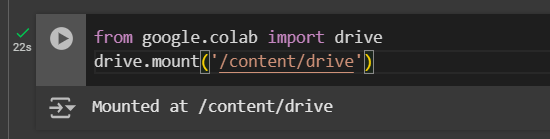 from google.colab import drive
22s
drive.mount('/content/drive')
Mounted at /content/drive